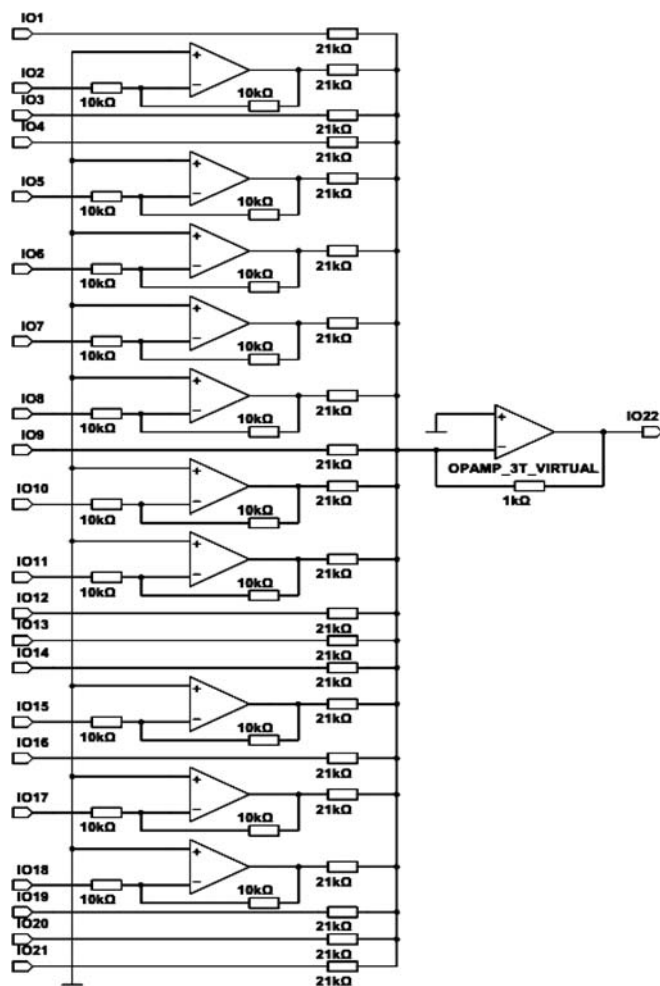 IO1
21kΩ
+
IO2
−
10kΩ
10kΩ
21kΩ
IO3
21kΩ
IO4
21kΩ
+
IO5
−
10kΩ
10kΩ
21kΩ
+
IO6
−
10kΩ
10kΩ
21kΩ
+
IO7
−
10kΩ
10kΩ
21kΩ
+
IO8
−
10kΩ
10kΩ
21kΩ
IO9
21kΩ
+
−
OPAMP_3T_VIRTUAL
IO22
1kΩ
+
IO10
−
10kΩ
10kΩ
21kΩ
+
IO11
−
10kΩ
10kΩ
21kΩ
IO12
21kΩ
IO13
21kΩ
IO14
21kΩ
+
IO15
−
10kΩ
10kΩ
21kΩ
IO16
21kΩ
+
IO17
−
10kΩ
10kΩ
21kΩ
+
IO18
−
10kΩ
10kΩ
21kΩ
IO19
21kΩ
IO20
21kΩ
IO21
21kΩ